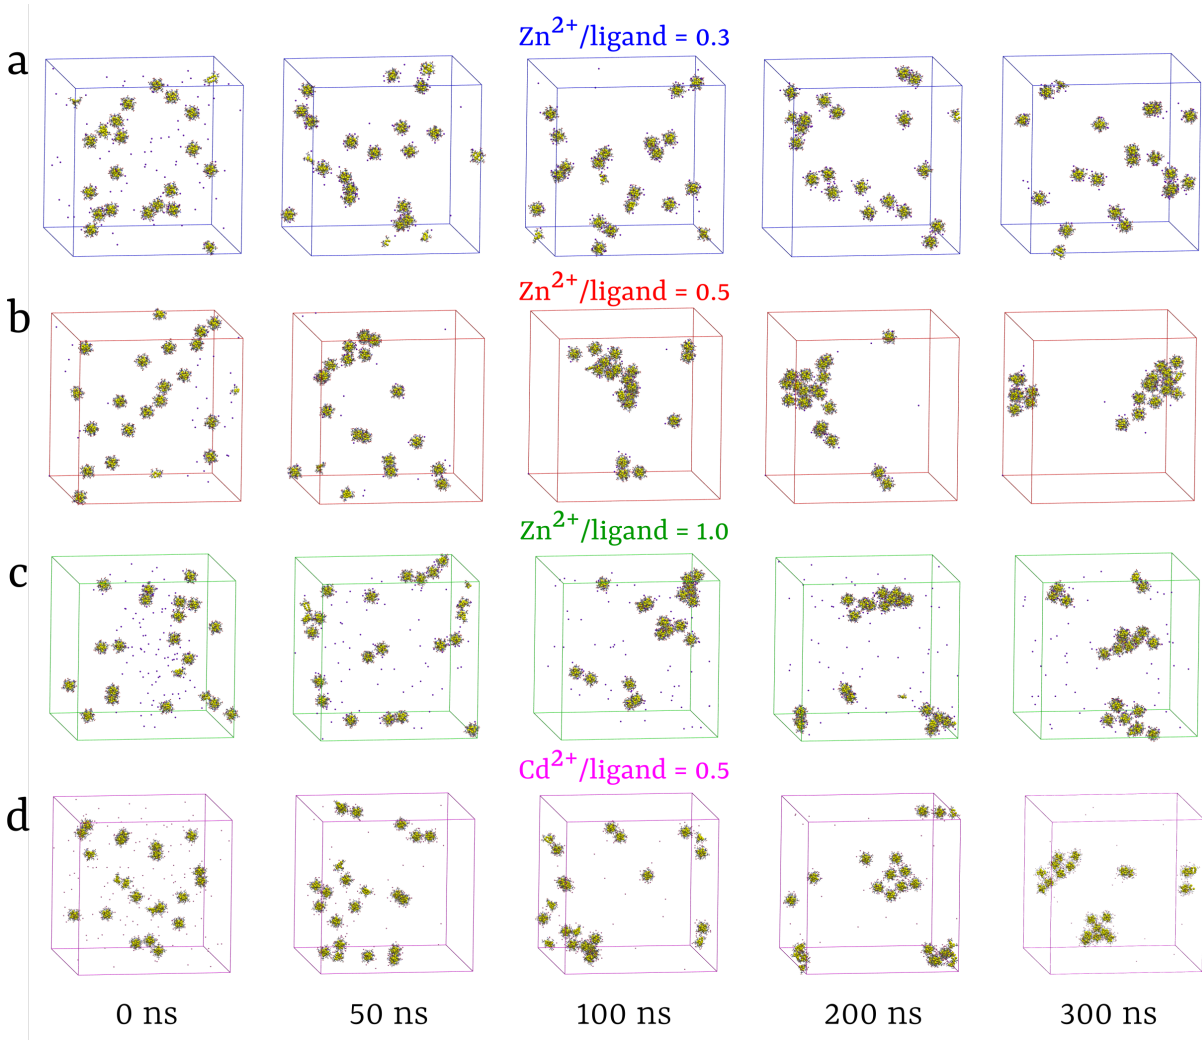 Zn2+/ligand = 0.3
a
Zn2+/ligand = 0.5
b
Zn2+/ligand = 1.0
c
Cd2+/ligand = 0.5
d
0 ns 50 ns 100 ns 200 ns 300 ns